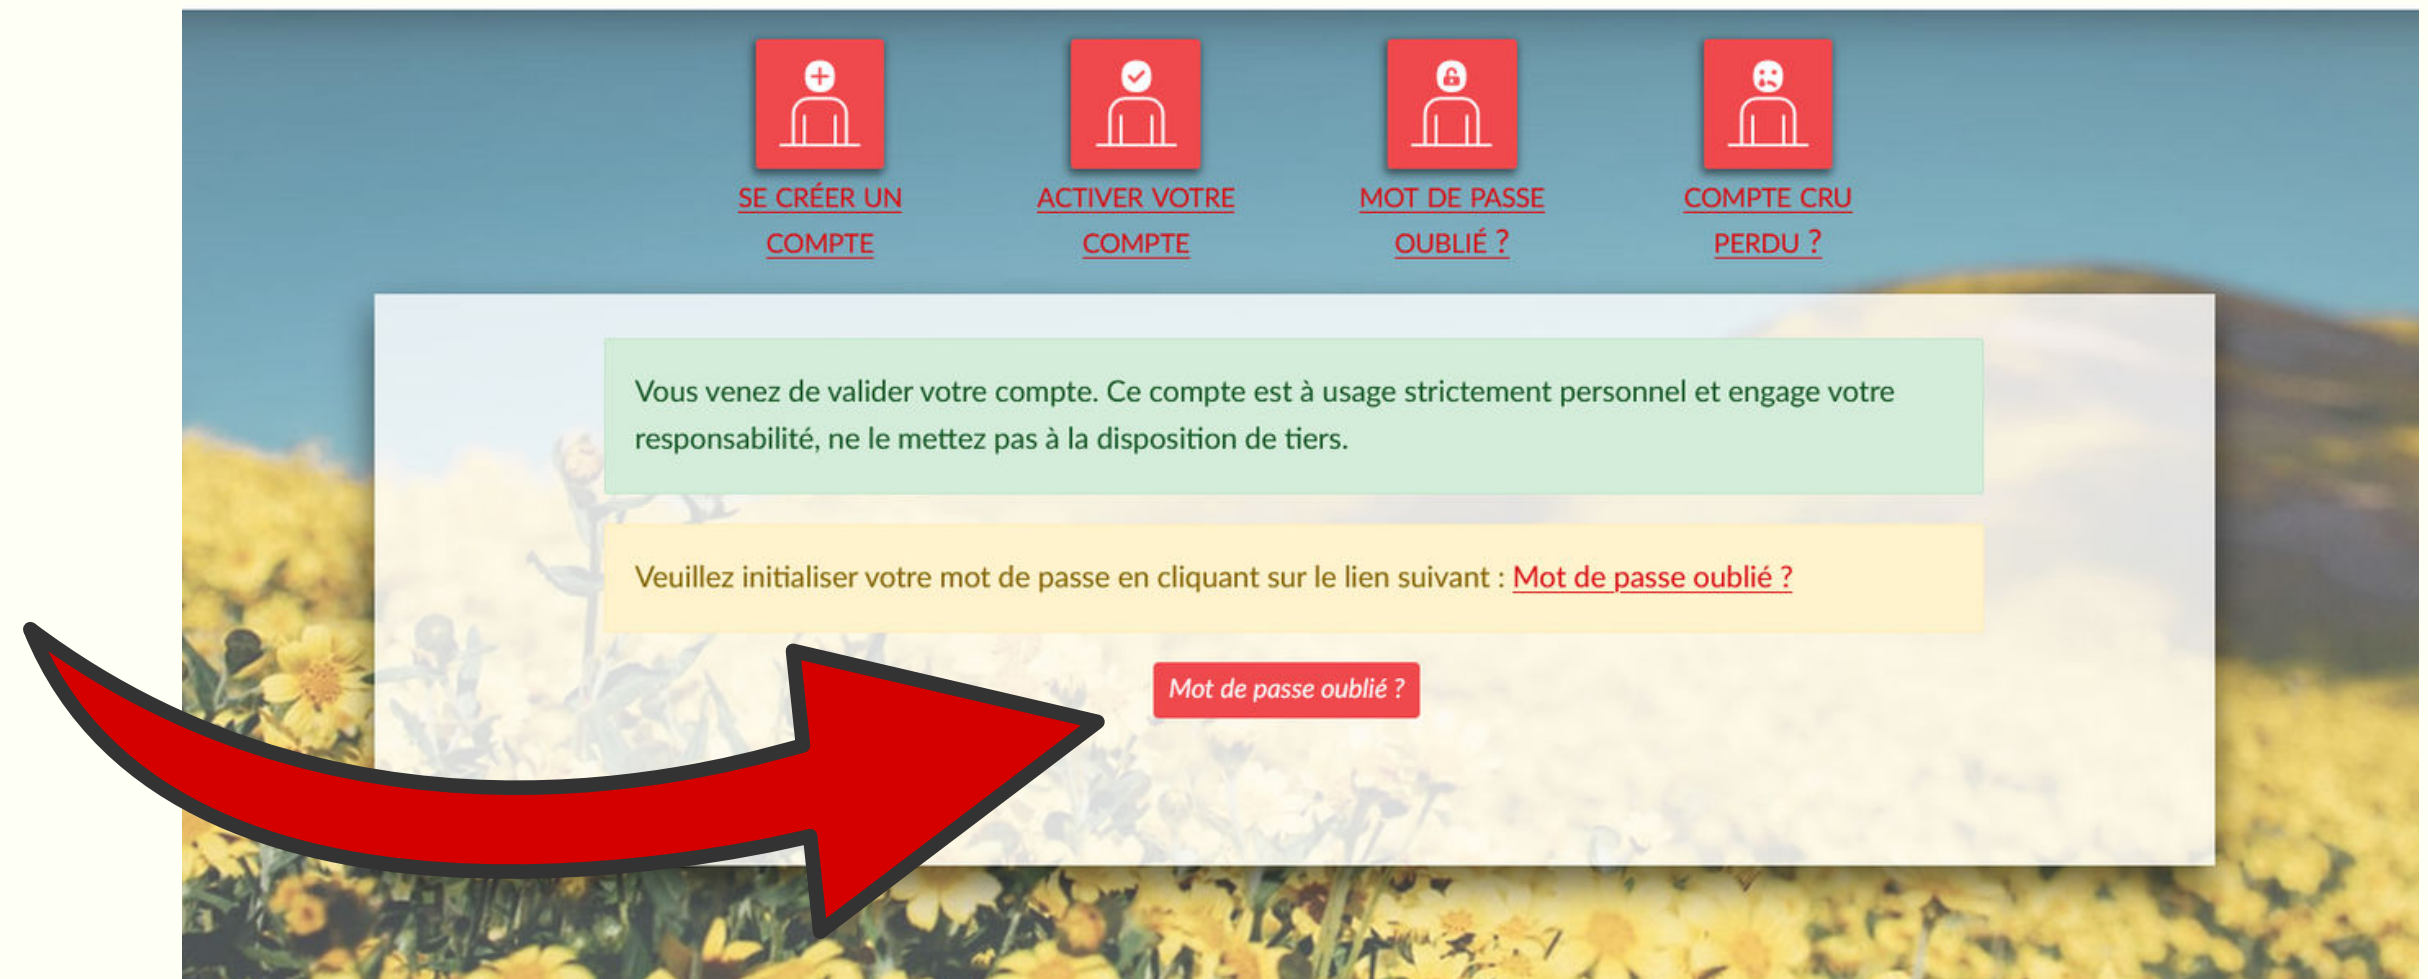 SE CRÉER UN
COMPTE
ACTIVER VOTRE
COMPTE
MOT DE PASSE
OUBLIÉ ?
COMPTE CRU
PERDU ?
Vous venez de valider votre compte. Ce compte est à usage strictement personnel et engage votre
responsabilité, ne le mettez pas à la disposition de tiers.
Veuillez initialiser votre mot de passe en cliquant sur le lien suivant : Mot de passe oublié ?
Mot de passe oublié ?